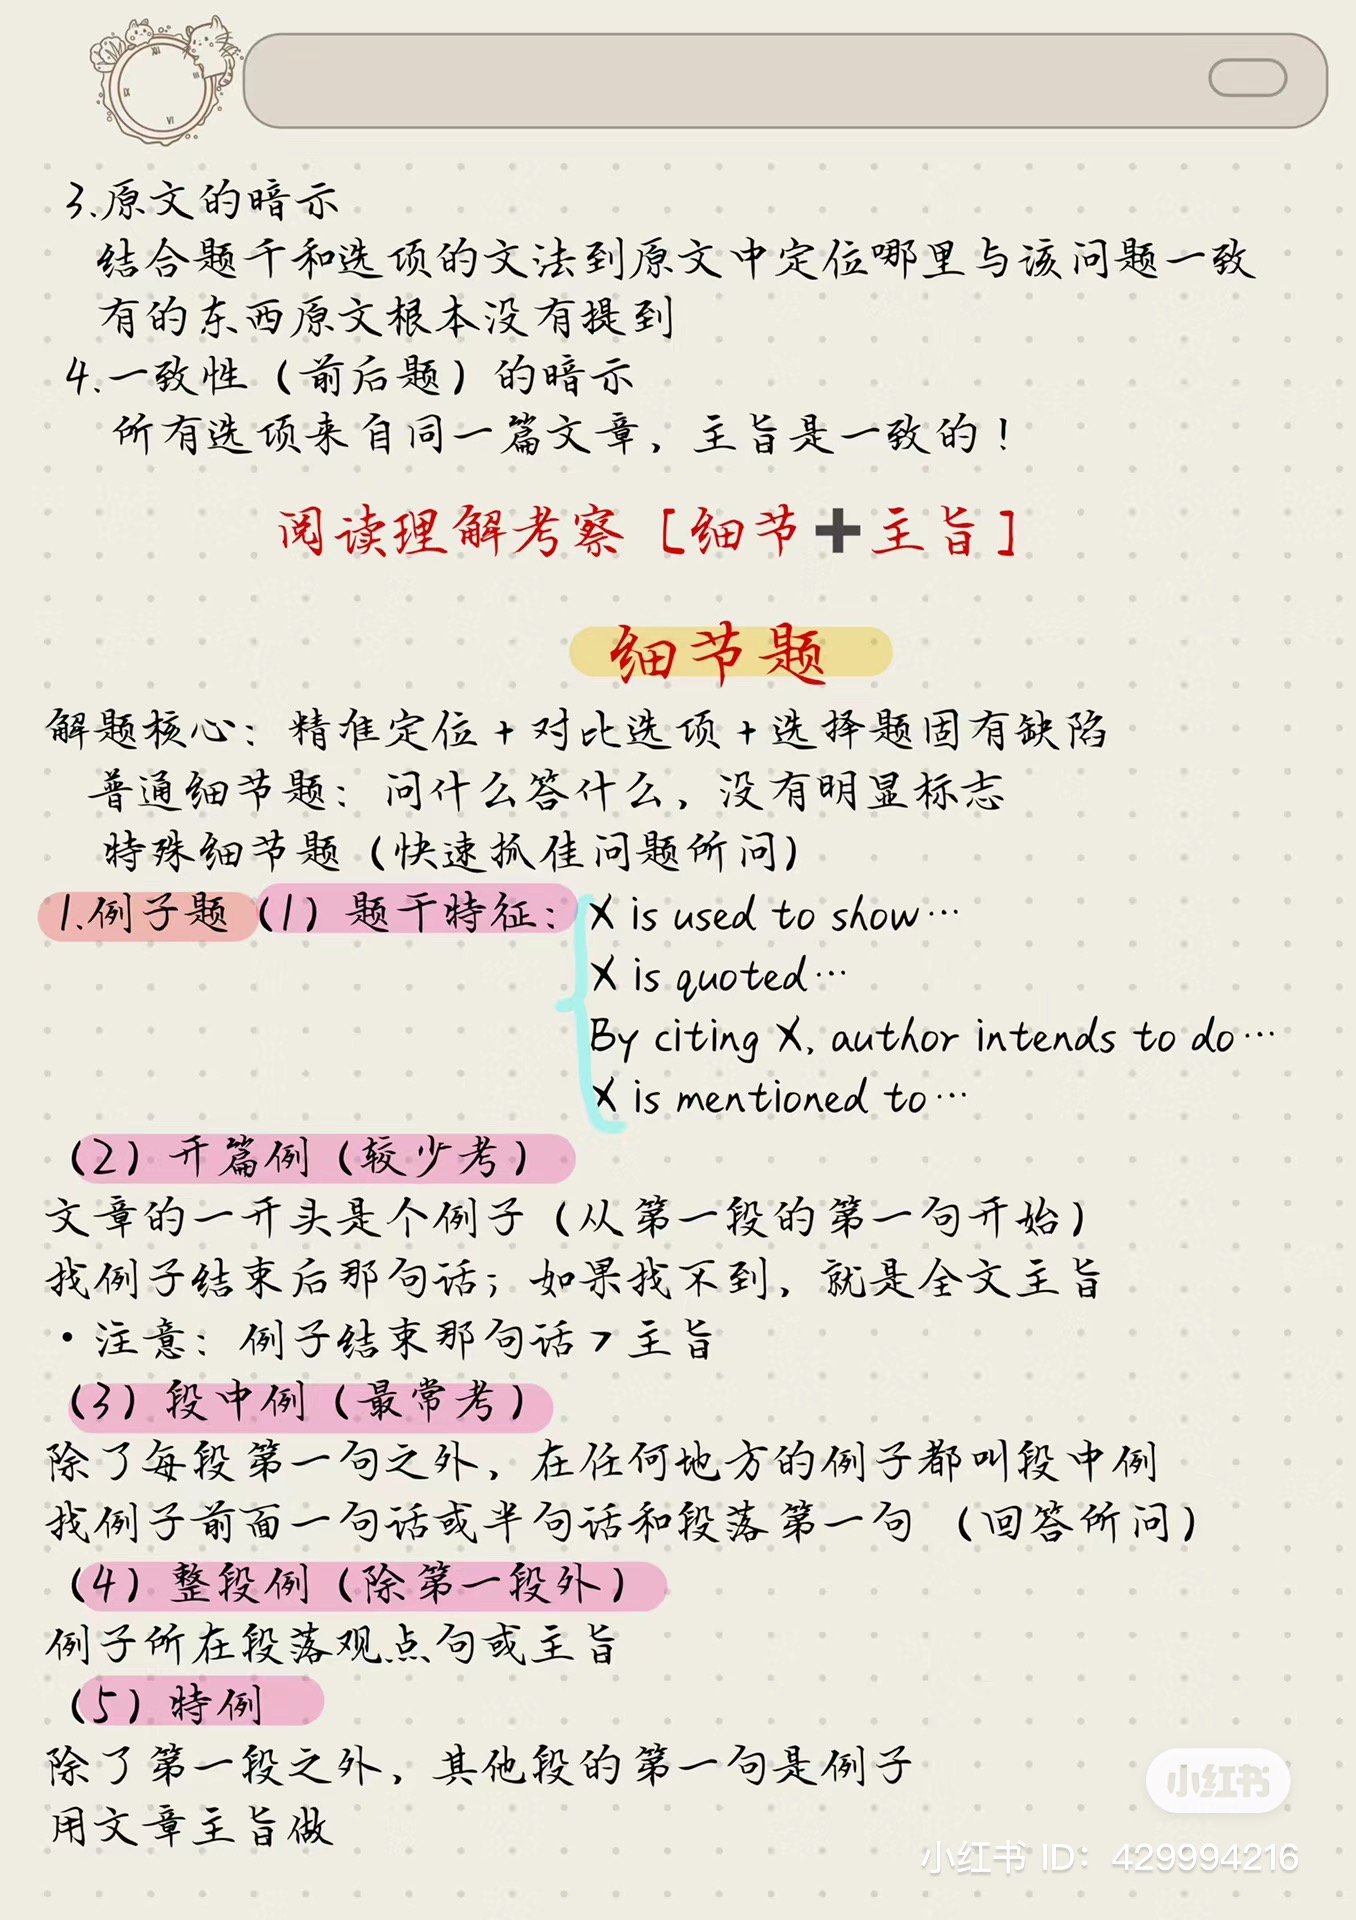 3.原文的暗示
结合题干和选项的文法到原文中定位哪里与该问题一致
有的东西原文根本没有提到
4.一致性（前后题）的暗示
所有选项来自同一篇文章，主旨是一致的！
阅读理解考察［细节➕主旨］
细节题
解题核心：精准定位+对比选项+选择题固有缺陷
普通细节题：问什么答什么，没有明显标志
特殊细节题（快速抓住问题所问）
1.例子题（1）题干特征：X is used to show…
X is quoted…
By citing X, author intends to do…
X is mentioned to…
（2）开篇例（较少考）
文章的一开头是个例子（从第一段的第一句开始）
找例子结束后那句话；如果找不到，就是全文主旨
·注意：例子结束那句话>主旨
（3）段中例（最常考）
除了每段第一句之外，在任何地方的例子都叫段中例
找例子前面一句话或半句话和段落第一句（回答所问）
（4）整段例（除第一段外）
例子所在段落观点句或主旨
（5）特例
除了第一段之外，其他段的第一句是例子
用文章主旨做
小红书
小红书 ID：429994216